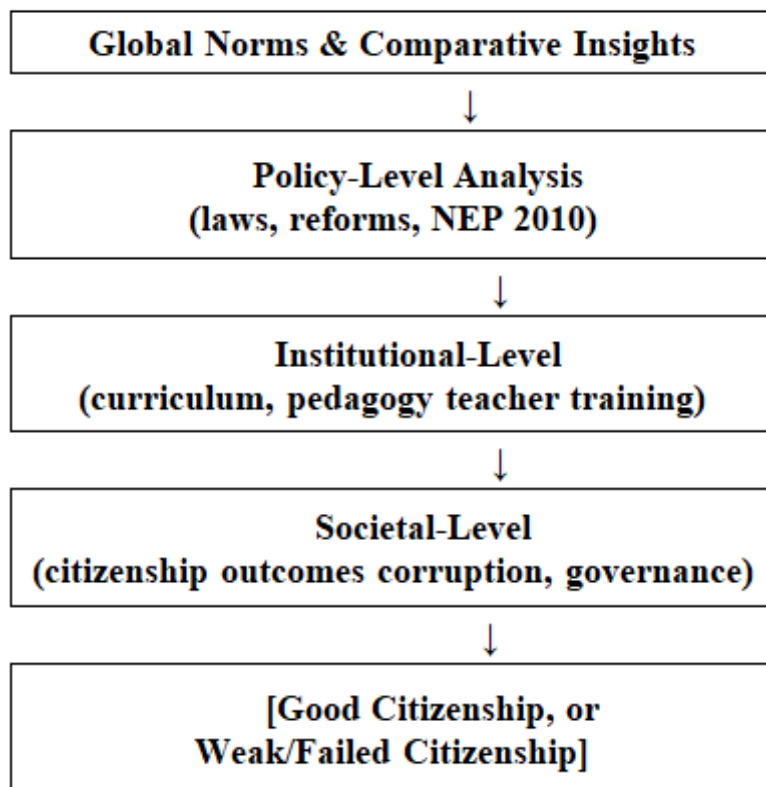 Global Norms & Comparative Insights
↓
Policy-Level Analysis
(laws, reforms, NEP 2010)
↓
Institutional-Level
(curriculum, pedagogy teacher training)
↓
Societal-Level
(citizenship outcomes corruption, governance)
↓
[Good Citizenship, or
Weak/Failed Citizenship]